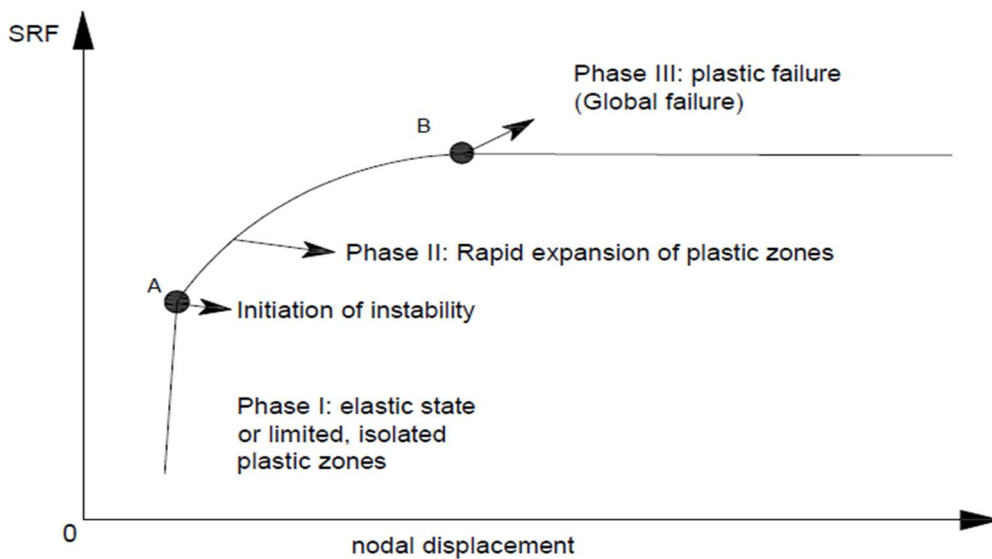 SRF
Phase III: plastic failure
(Global failure)
B
Phase II: Rapid expansion of plastic zones
A
Initiation of instability
Phase I: elastic state
or limited, isolated
plastic zones
0
nodal displacement